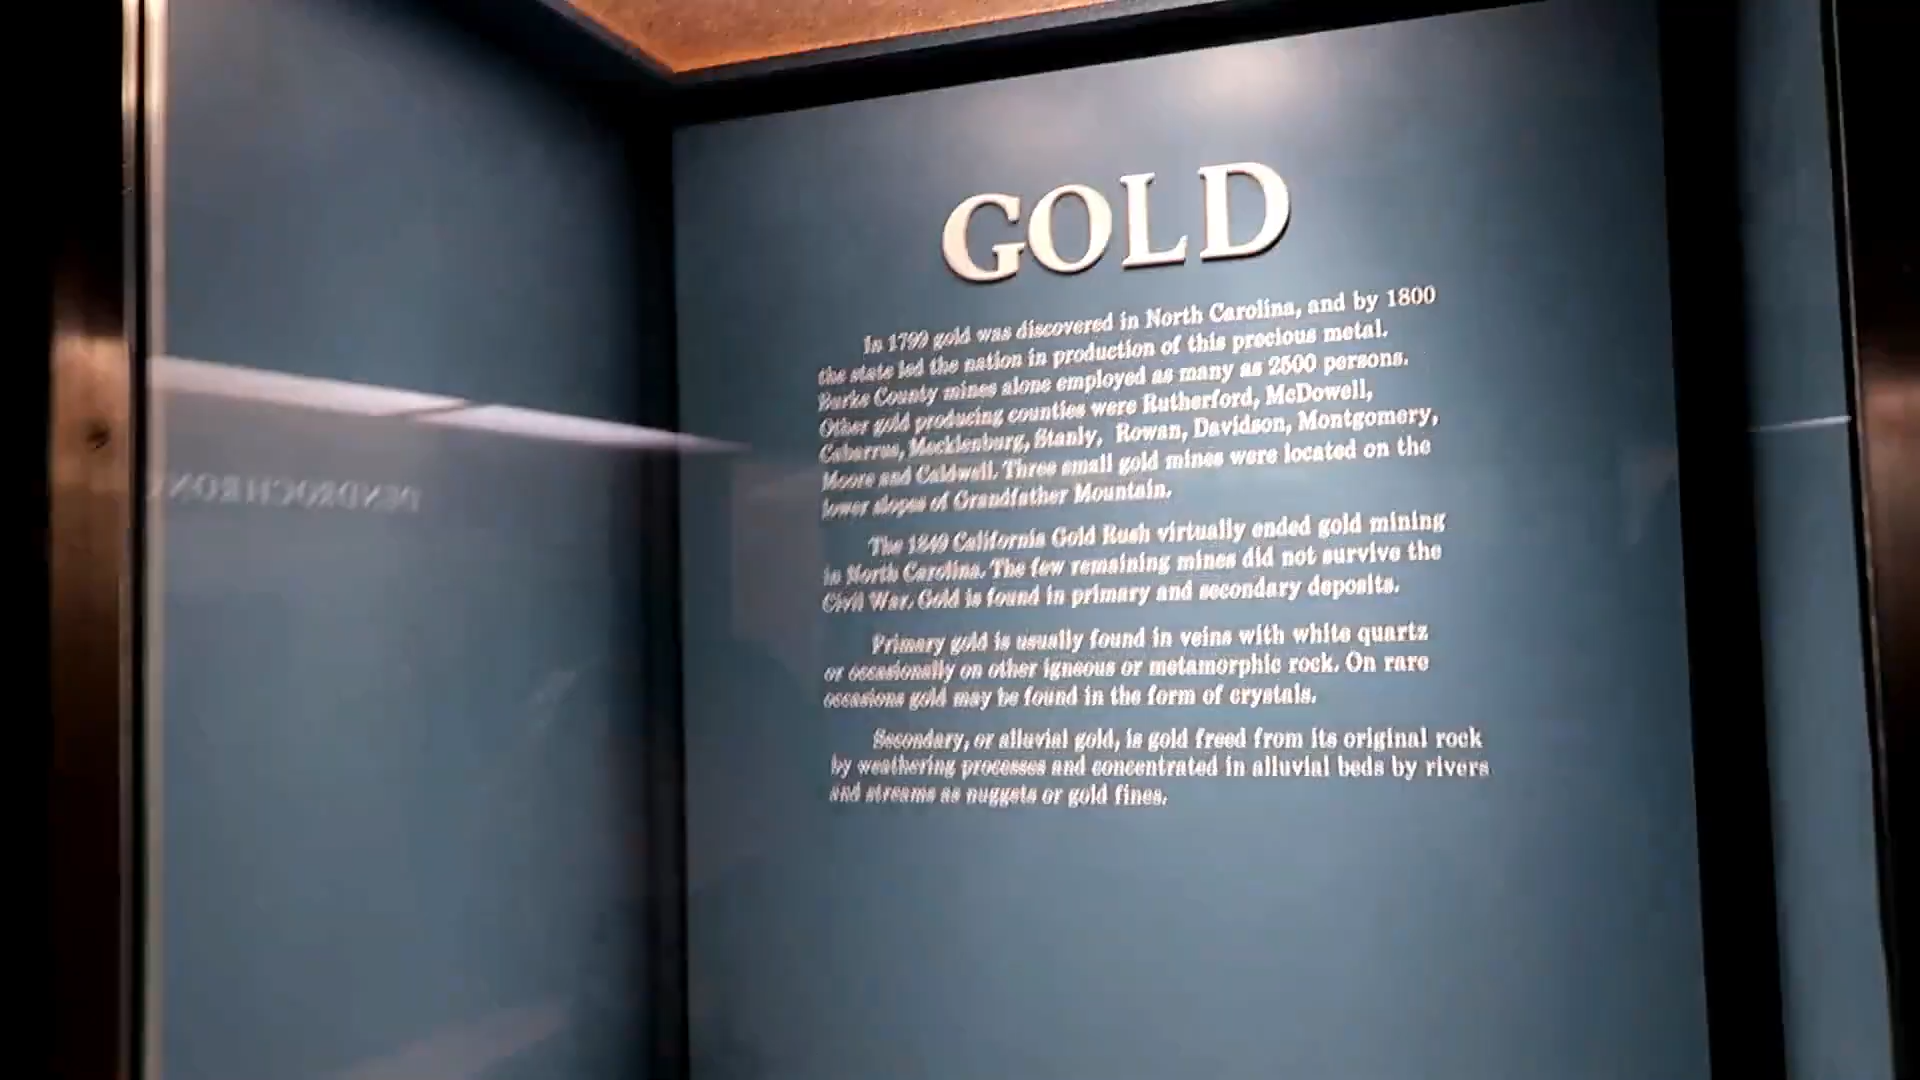 GOLD
In 1799 gold was discovered in North Carolina, and by 1800
the state led the nation in production of this precious metal.
Burke County mines alone employed as many as 2500 persons.
Other gold producing counties were Rutherford, McDowell,
Cabarrus, Mecklenburg, Stanly, Rowan, Davidson, Montgomery,
Moore and Caldwell. Three small gold mines were located on the
lower slopes of Grandfather Mountain.
The 1849 California Gold Rush virtually ended gold mining
in North Carolina. The few remaining mines did not survive the
Civil War. Gold is found in primary and secondary deposits.
Primary gold is usually found in veins with white quartz
or occasionally on other igneous or metamorphic rock. On rare
occasions gold may be found in the form of crystals.
Secondary, or alluvial gold, is gold freed from its original rock
by weathering processes and concentrated in alluvial beds by rivers
and streams as nuggets or gold fines.